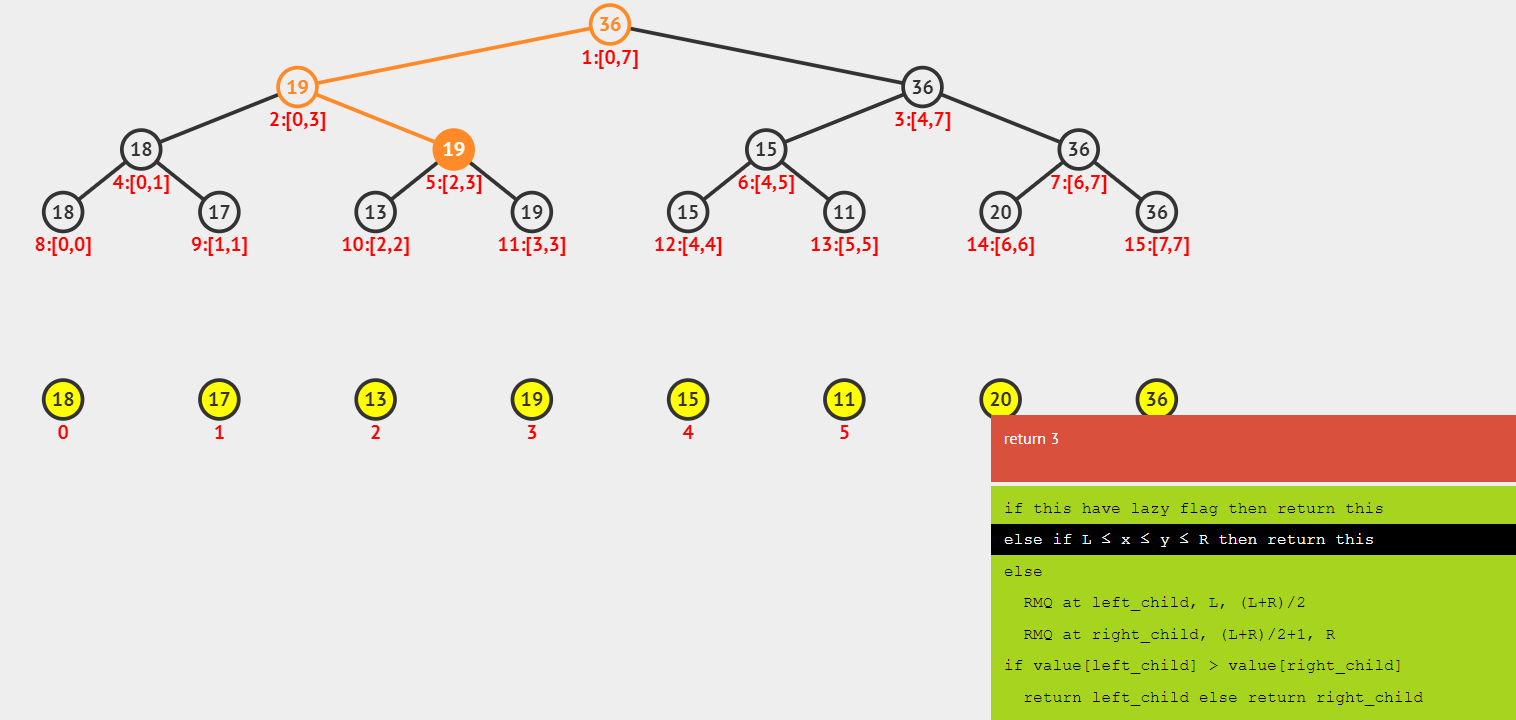 36
1:[0,7]
19 36
2:[0,3] 3:[4,7]
18 19 15 36
4:[0,1] 5:[2,3] 6:[4,5] 7:[6,7]
18 17 13 19 15 11 20 36
8:[0,0] 9:[1,1] 10:[2,2] 11:[3,3] 12:[4,4] 13:[5,5] 14:[6,6] 15:[7,7]
18 17 13 19 15 11 20 36
0 1 2 3 4 5
return 3
if this have lazy flag then return this
else if L ≤ x ≤ y ≤ R then return this
else
RMQ at left_child, L, (L+R)/2
RMQ at right_child, (L+R)/2+1, R
if value[left_child] > value[right_child]
return left_child else return right_child